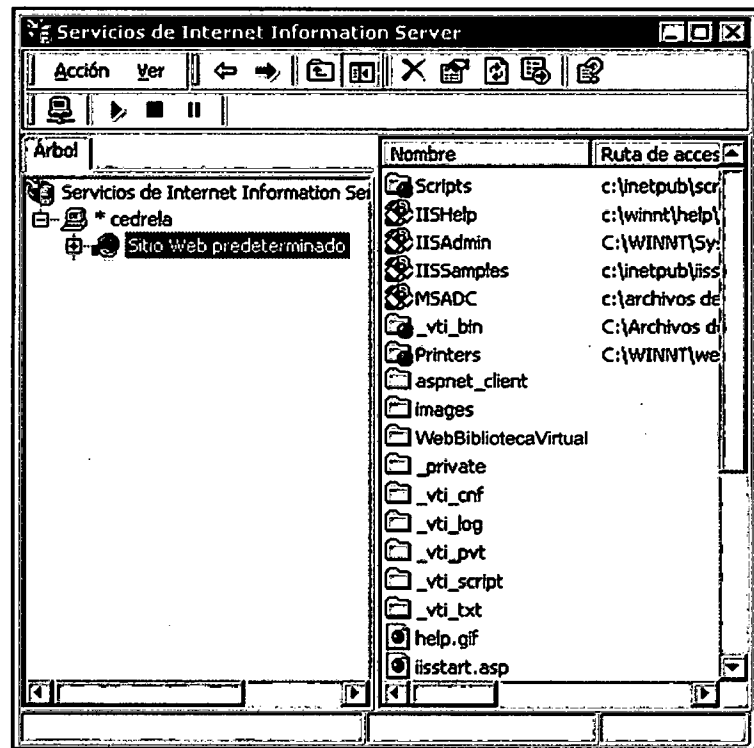 Servicios de Internet Information Server
Acción Ver
Árbol
Servicios de Internet Information Ser
* cedrela
Sitio Web predeterminado
Nombre Ruta de acces
Scripts c:\inetpub\scr
IISHelp c:\winnt\help\
IISAdmin C:\WINNT\Sy:
IISSamples c:\inetpub\iiss
MSADC c:\archivos de
_vti_bin C:\Archivos d
Printers C:\WINNT\we
aspnet_client
images
WebBibliotecaVirtual
_private
_vti_cnf
_vti_log
_vti_pvt
_vti_script
_vti_txt
help.gif
iisstart.asp